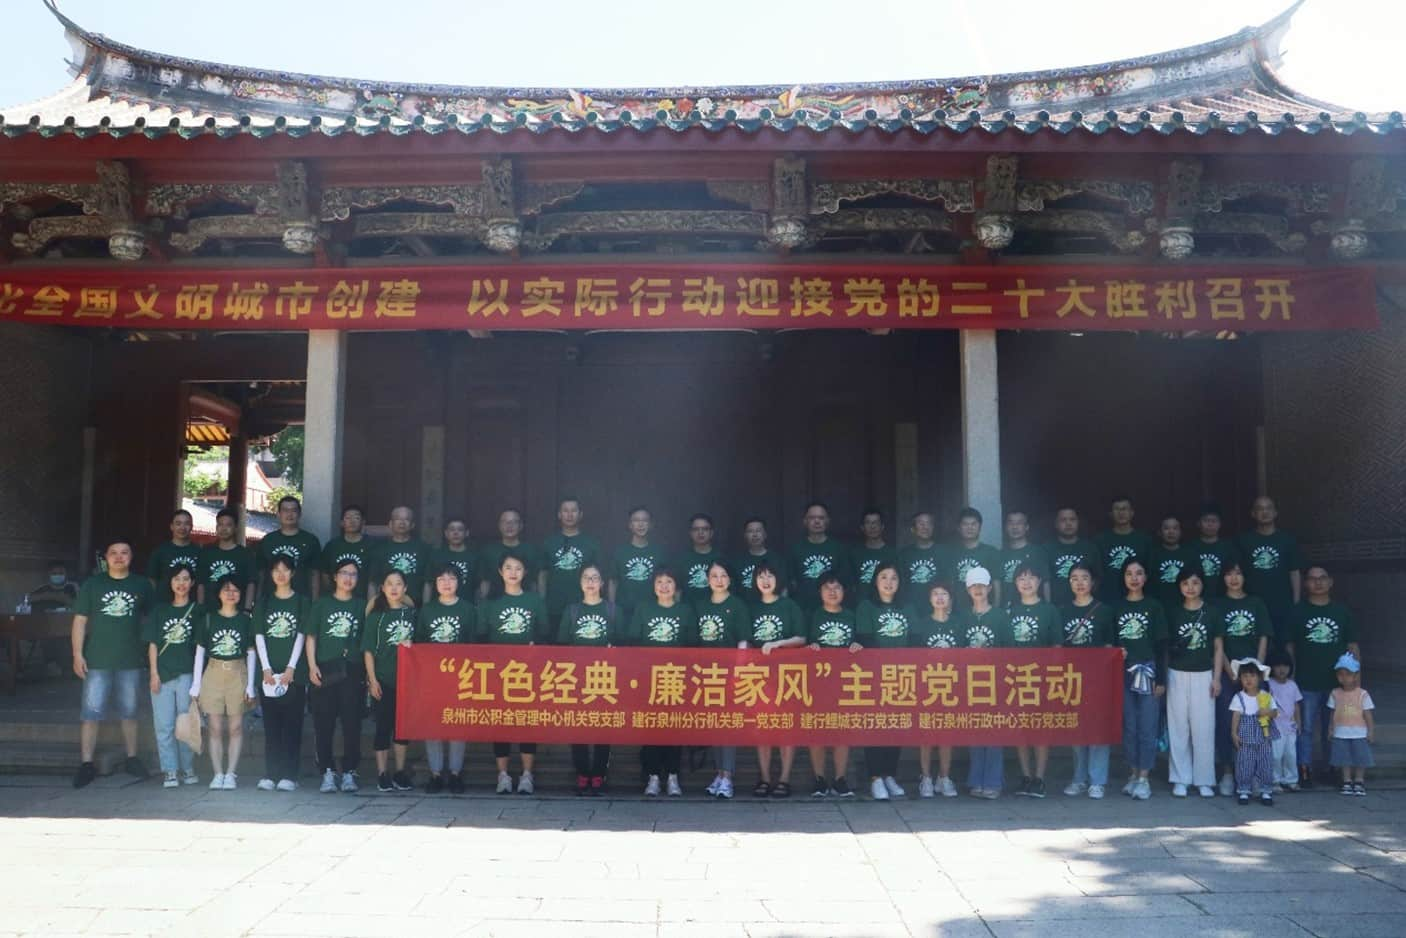 化全国文明城市创建 以实际行动迎接党的二十大胜利召开
“红色经典·廉洁家风”主题党日活动
泉州市公积金管理中心机关党支部 建行泉州分行机关第一党支部 建行鲤城支行党支部 建行泉州行政中心支行党支部